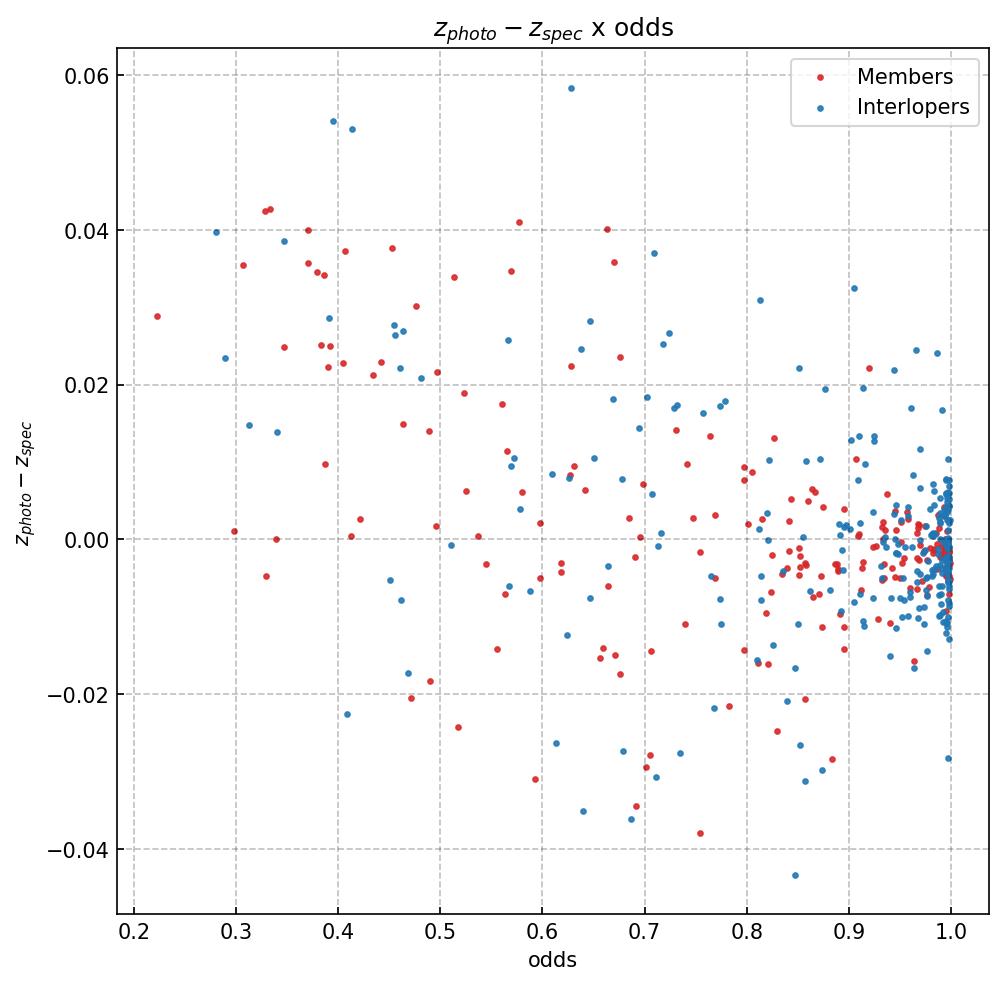 z_photo − z_spec x odds
Members
Interlopers
0.06
0.04
0.02
0.00
−0.02
−0.04
z_photo − z_spec
0.2 0.3 0.4 0.5 0.6 0.7 0.8 0.9 1.0
odds